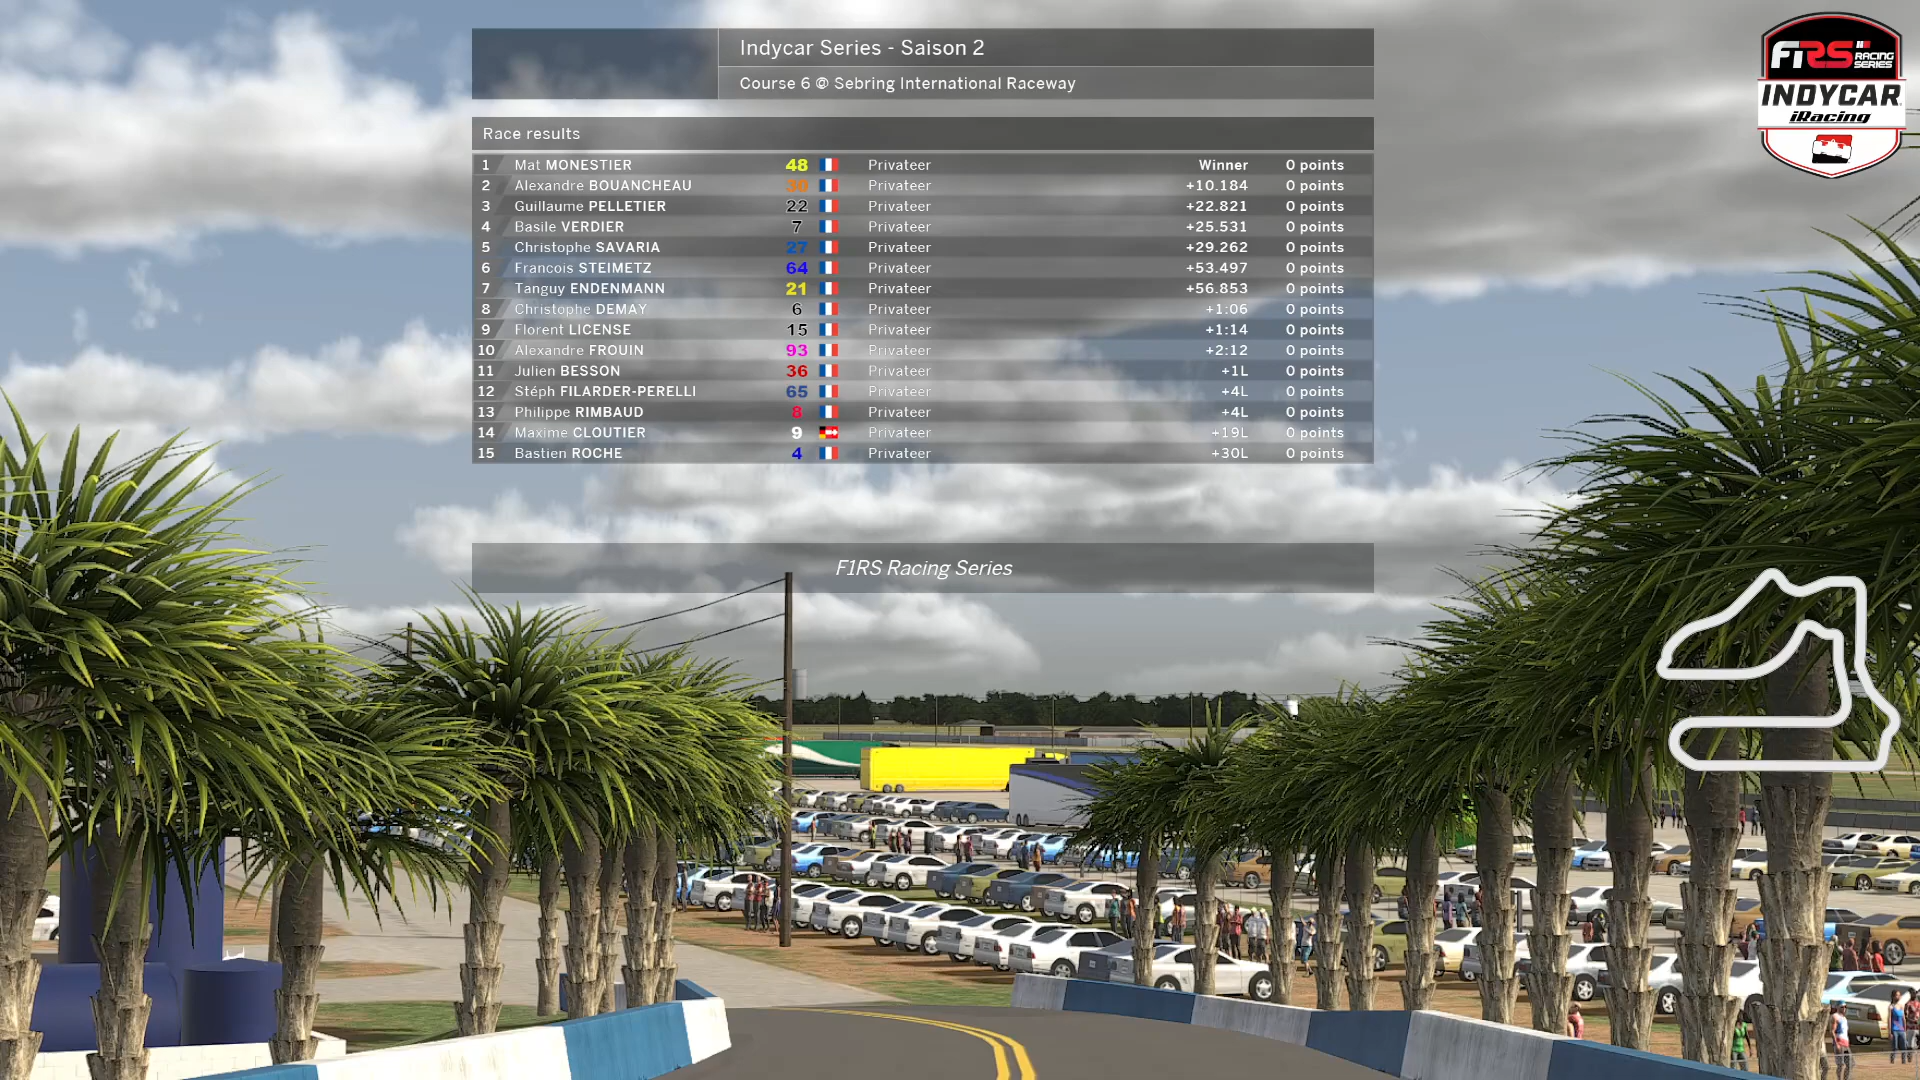 Indycar Series - Saison 2
Course 6 @ Sebring International Raceway
Race results
1 Mat MONESTIER 48 Privateer Winner 0 points
2 Alexandre BOUANCHEAU 30 Privateer +10.184 0 points
3 Guillaume PELLETIER 22 Privateer +22.821 0 points
4 Basile VERDIER 7 Privateer +25.531 0 points
5 Christophe SAVARIA 27 Privateer +29.262 0 points
6 Francois STEIMETZ 64 Privateer +53.497 0 points
7 Tanguy ENDENMANN 21 Privateer +56.853 0 points
8 Christophe DEMAY 6 Privateer +1:06 0 points
9 Florent LICENSE 15 Privateer +1:14 0 points
10 Alexandre FROUIN 93 Privateer +2:12 0 points
11 Julien BESSON 36 Privateer +1L 0 points
12 Stéph FILARDER-PERELLI 65 Privateer +4L 0 points
13 Philippe RIMBAUD 8 Privateer +4L 0 points
14 Maxime CLOUTIER 9 Privateer +19L 0 points
15 Bastien ROCHE 4 Privateer +30L 0 points
F1RS Racing Series
F1RS RACING SERIES
INDYCAR
iRacing